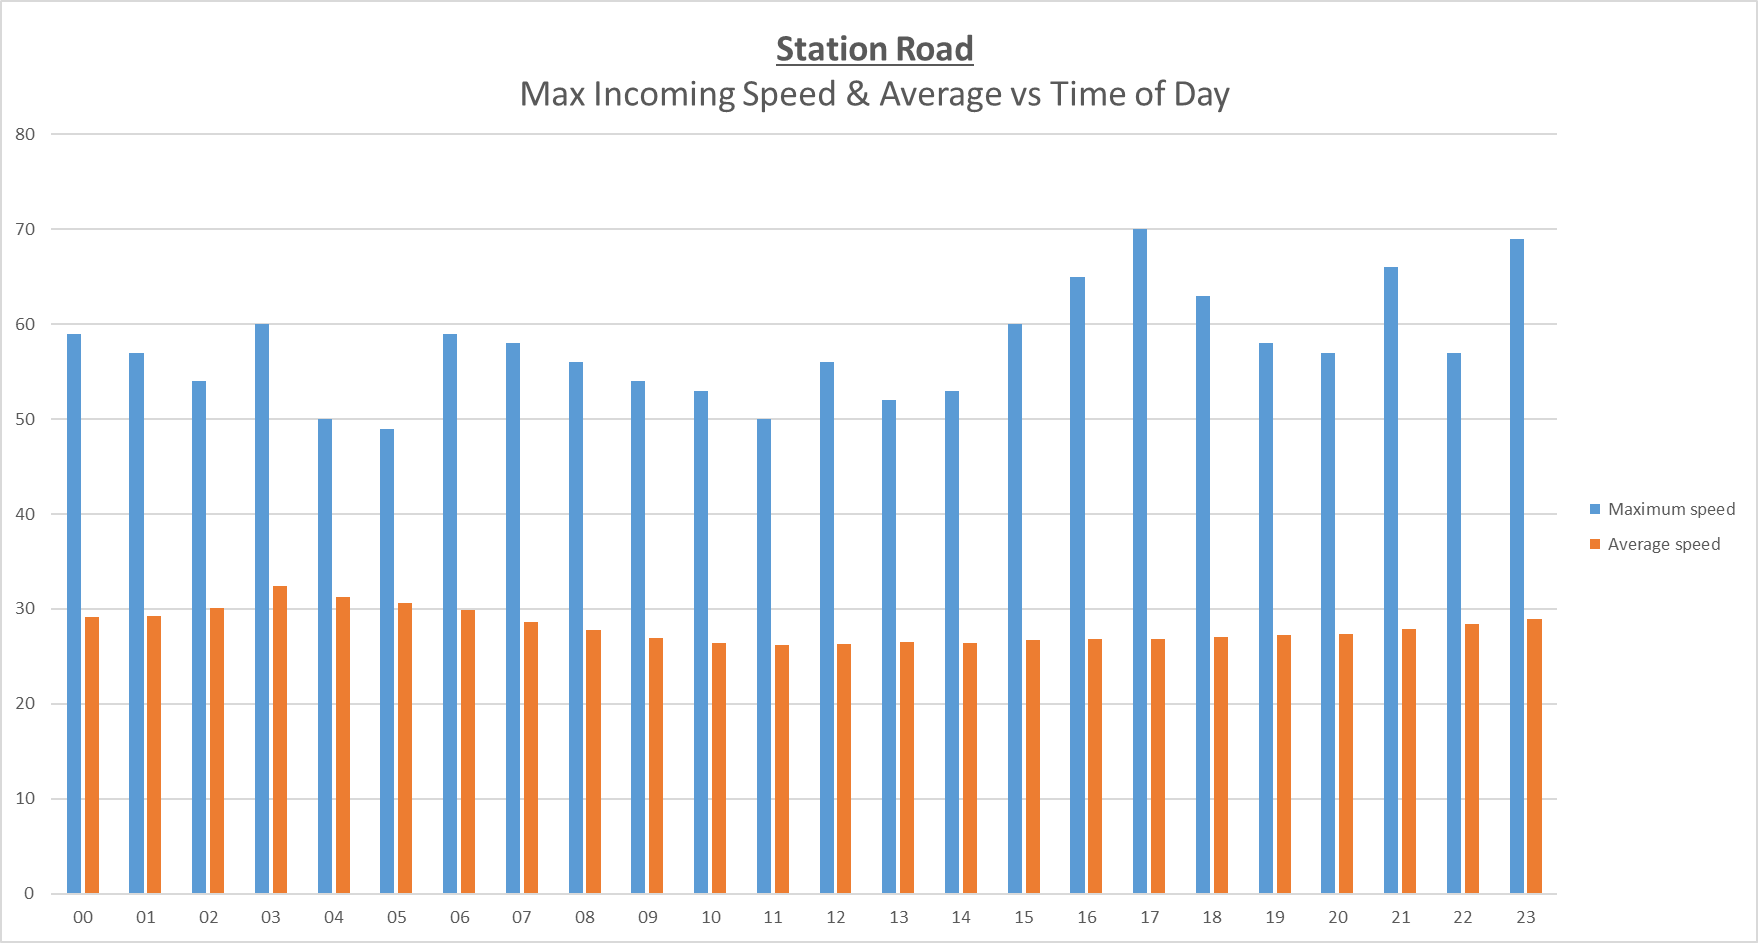 Station Road
Max Incoming Speed & Average vs Time of Day
80
70
60
50
40
30
20
10
0
00 01 02 03 04 05 06 07 08 09 10 11 12 13 14 15 16 17 18 19 20 21 22 23
Maximum speed
Average speed